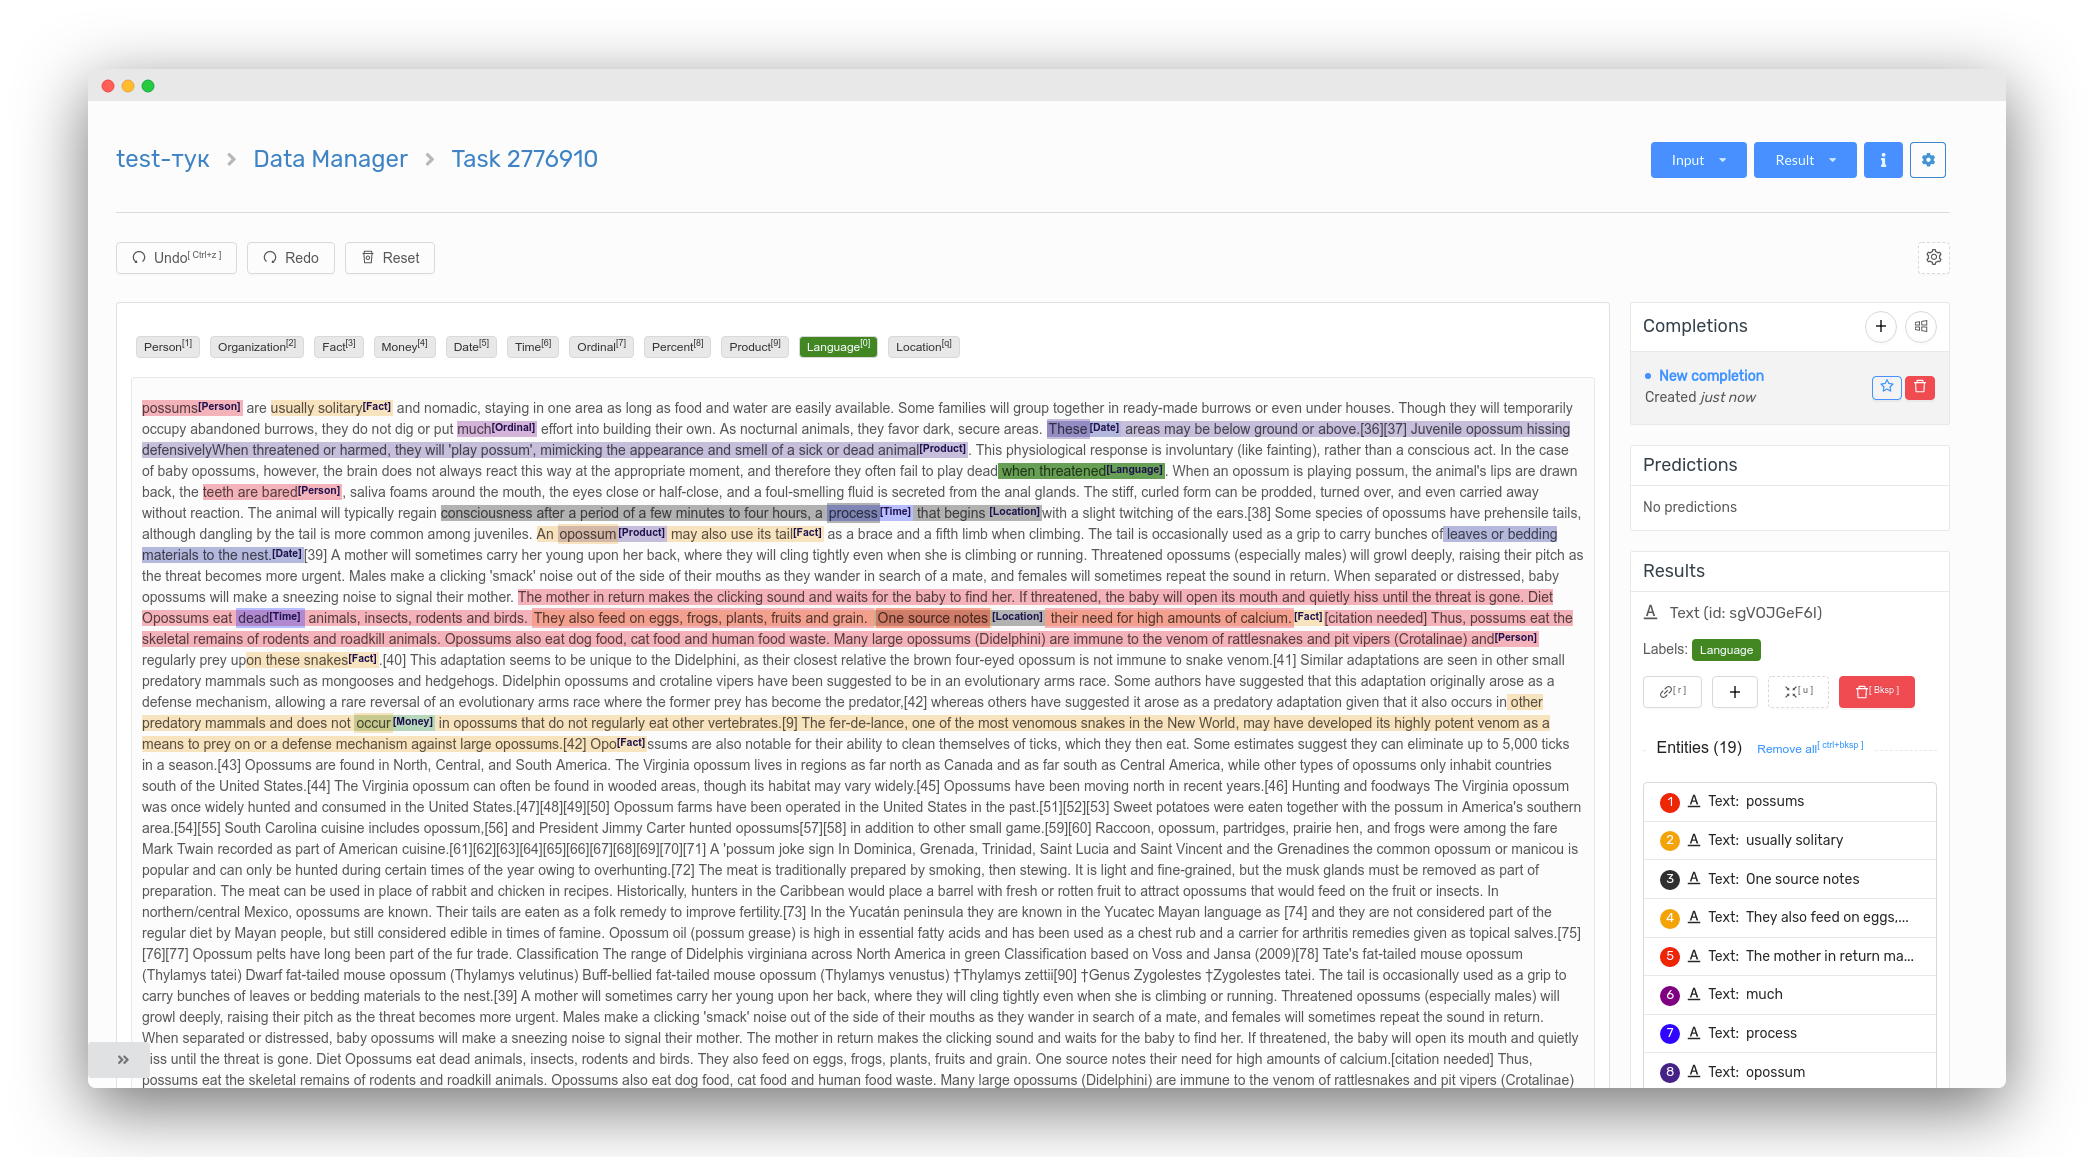 test-тук > Data Manager > Task 2776910
Input
Result
i
Undo[ Ctrl+z ]
Redo
Reset
Person[1]
Organization[2]
Fact[3]
Money[4]
Date[5]
Time[6]
Ordinal[7]
Percent[8]
Product[9]
Language[0]
Location[q]
possums[Person] are usually solitary[Fact] and nomadic, staying in one area as long as food and water are easily available. Some families will group together in ready-made burrows or even under houses. Though they will temporarily
occupy abandoned burrows, they do not dig or put much[Ordinal] effort into building their own. As nocturnal animals, they favor dark, secure areas. These[Date] areas may be below ground or above.[36][37] Juvenile opossum hissing
defensivelyWhen threatened or harmed, they will 'play possum', mimicking the appearance and smell of a sick or dead animal[Product]. This physiological response is involuntary (like fainting), rather than a conscious act. In the case
of baby opossums, however, the brain does not always react this way at the appropriate moment, and therefore they often fail to play dead when threatened[Language]. When an opossum is playing possum, the animal's lips are drawn
back, the teeth are bared[Person], saliva foams around the mouth, the eyes close or half-close, and a foul-smelling fluid is secreted from the anal glands. The stiff, curled form can be prodded, turned over, and even carried away
without reaction. The animal will typically regain consciousness after a period of a few minutes to four hours, a process[Time] that begins [Location]with a slight twitching of the ears.[38] Some species of opossums have prehensile tails,
although dangling by the tail is more common among juveniles. An opossum[Product] may also use its tail[Fact] as a brace and a fifth limb when climbing. The tail is occasionally used as a grip to carry bunches of leaves or bedding
materials to the nest.[Date][39] A mother will sometimes carry her young upon her back, where they will cling tightly even when she is climbing or running. Threatened opossums (especially males) will growl deeply, raising their pitch as
the threat becomes more urgent. Males make a clicking 'smack' noise out of the side of their mouths as they wander in search of a mate, and females will sometimes repeat the sound in return. When separated or distressed, baby
opossums will make a sneezing noise to signal their mother. The mother in return makes the clicking sound and waits for the baby to find her. If threatened, the baby will open its mouth and quietly hiss until the threat is gone. Diet
Opossums eat dead[Time] animals, insects, rodents and birds. They also feed on eggs, frogs, plants, fruits and grain. One source notes [Location] their need for high amounts of calcium.[Fact][citation needed] Thus, possums eat the
skeletal remains of rodents and roadkill animals. Opossums also eat dog food, cat food and human food waste. Many large opossums (Didelphini) are immune to the venom of rattlesnakes and pit vipers (Crotalinae) and[Person]
regularly prey upon these snakes[Fact].[40] This adaptation seems to be unique to the Didelphini, as their closest relative the brown four-eyed opossum is not immune to snake venom.[41] Similar adaptations are seen in other small
predatory mammals such as mongooses and hedgehogs. Didelphin opossums and crotaline vipers have been suggested to be in an evolutionary arms race. Some authors have suggested that this adaptation originally arose as a
defense mechanism, allowing a rare reversal of an evolutionary arms race where the former prey has become the predator,[42] whereas others have suggested it arose as a predatory adaptation given that it also occurs in other
predatory mammals and does not occur[Money] in opossums that do not regularly eat other vertebrates.[9] The fer-de-lance, one of the most venomous snakes in the New World, may have developed its highly potent venom as a
means to prey on or a defense mechanism against large opossums.[42] Opo[Fact]ssums are also notable for their ability to clean themselves of ticks, which they then eat. Some estimates suggest they can eliminate up to 5,000 ticks
in a season.[43] Opossums are found in North, Central, and South America. The Virginia opossum lives in regions as far north as Canada and as far south as Central America, while other types of opossums only inhabit countries
south of the United States.[44] The Virginia opossum can often be found in wooded areas, though its habitat may vary widely.[45] Opossums have been moving north in recent years.[46] Hunting and foodways The Virginia opossum
was once widely hunted and consumed in the United States.[47][48][49][50] Opossum farms have been operated in the United States in the past.[51][52][53] Sweet potatoes were eaten together with the possum in America's southern
area.[54][55] South Carolina cuisine includes opossum,[56] and President Jimmy Carter hunted opossums[57][58] in addition to other small game.[59][60] Raccoon, opossum, partridges, prairie hen, and frogs were among the fare
Mark Twain recorded as part of American cuisine.[61][62][63][64][65][66][67][68][69][70][71] A 'possum joke sign In Dominica, Grenada, Trinidad, Saint Lucia and Saint Vincent and the Grenadines the common opossum or manicou is
popular and can only be hunted during certain times of the year owing to overhunting.[72] The meat is traditionally prepared by smoking, then stewing. It is light and fine-grained, but the musk glands must be removed as part of
preparation. The meat can be used in place of rabbit and chicken in recipes. Historically, hunters in the Caribbean would place a barrel with fresh or rotten fruit to attract opossums that would feed on the fruit or insects. In
northern/central Mexico, opossums are known. Their tails are eaten as a folk remedy to improve fertility.[73] In the Yucatán peninsula they are known in the Yucatec Mayan language as [74] and they are not considered part of the
regular diet by Mayan people, but still considered edible in times of famine. Opossum oil (possum grease) is high in essential fatty acids and has been used as a chest rub and a carrier for arthritis remedies given as topical salves.[75]
[76][77] Opossum pelts have long been part of the fur trade. Classification The range of Didelphis virginiana across North America in green Classification based on Voss and Jansa (2009)[78] Tate's fat-tailed mouse opossum
(Thylamys tatei) Dwarf fat-tailed mouse opossum (Thylamys velutinus) Buff-bellied fat-tailed mouse opossum (Thylamys venustus) †Thylamys zettii[90] †Genus Zygolestes †Zygolestes tatei. The tail is occasionally used as a grip to
carry bunches of leaves or bedding materials to the nest.[39] A mother will sometimes carry her young upon her back, where they will cling tightly even when she is climbing or running. Threatened opossums (especially males) will
growl deeply, raising their pitch as the threat becomes more urgent. Males make a clicking 'smack' noise out of the side of their mouths as they wander in search of a mate, and females will sometimes repeat the sound in return.
When separated or distressed, baby opossums will make a sneezing noise to signal their mother. The mother in return makes the clicking sound and waits for the baby to find her. If threatened, the baby will open its mouth and quietly
iss until the threat is gone. Diet Opossums eat dead animals, insects, rodents and birds. They also feed on eggs, frogs, plants, fruits and grain. One source notes their need for high amounts of calcium.[citation needed] Thus,
possums eat the skeletal remains of rodents and roadkill animals. Opossums also eat dog food, cat food and human food waste. Many large opossums (Didelphini) are immune to the venom of rattlesnakes and pit vipers (Crotalinae)
Completions
New completion
Created just now
Predictions
No predictions
Results
A Text (id: sgV0JGeF6I)
Labels: Language
[ r ]
[ u ]
[ Bksp ]
Entities (19) Remove all[ ctrl+bksp ]
1 A Text: possums
2 A Text: usually solitary
3 A Text: One source notes
4 A Text: They also feed on eggs,...
5 A Text: The mother in return ma...
6 A Text: much
7 A Text: process
8 A Text: opossum